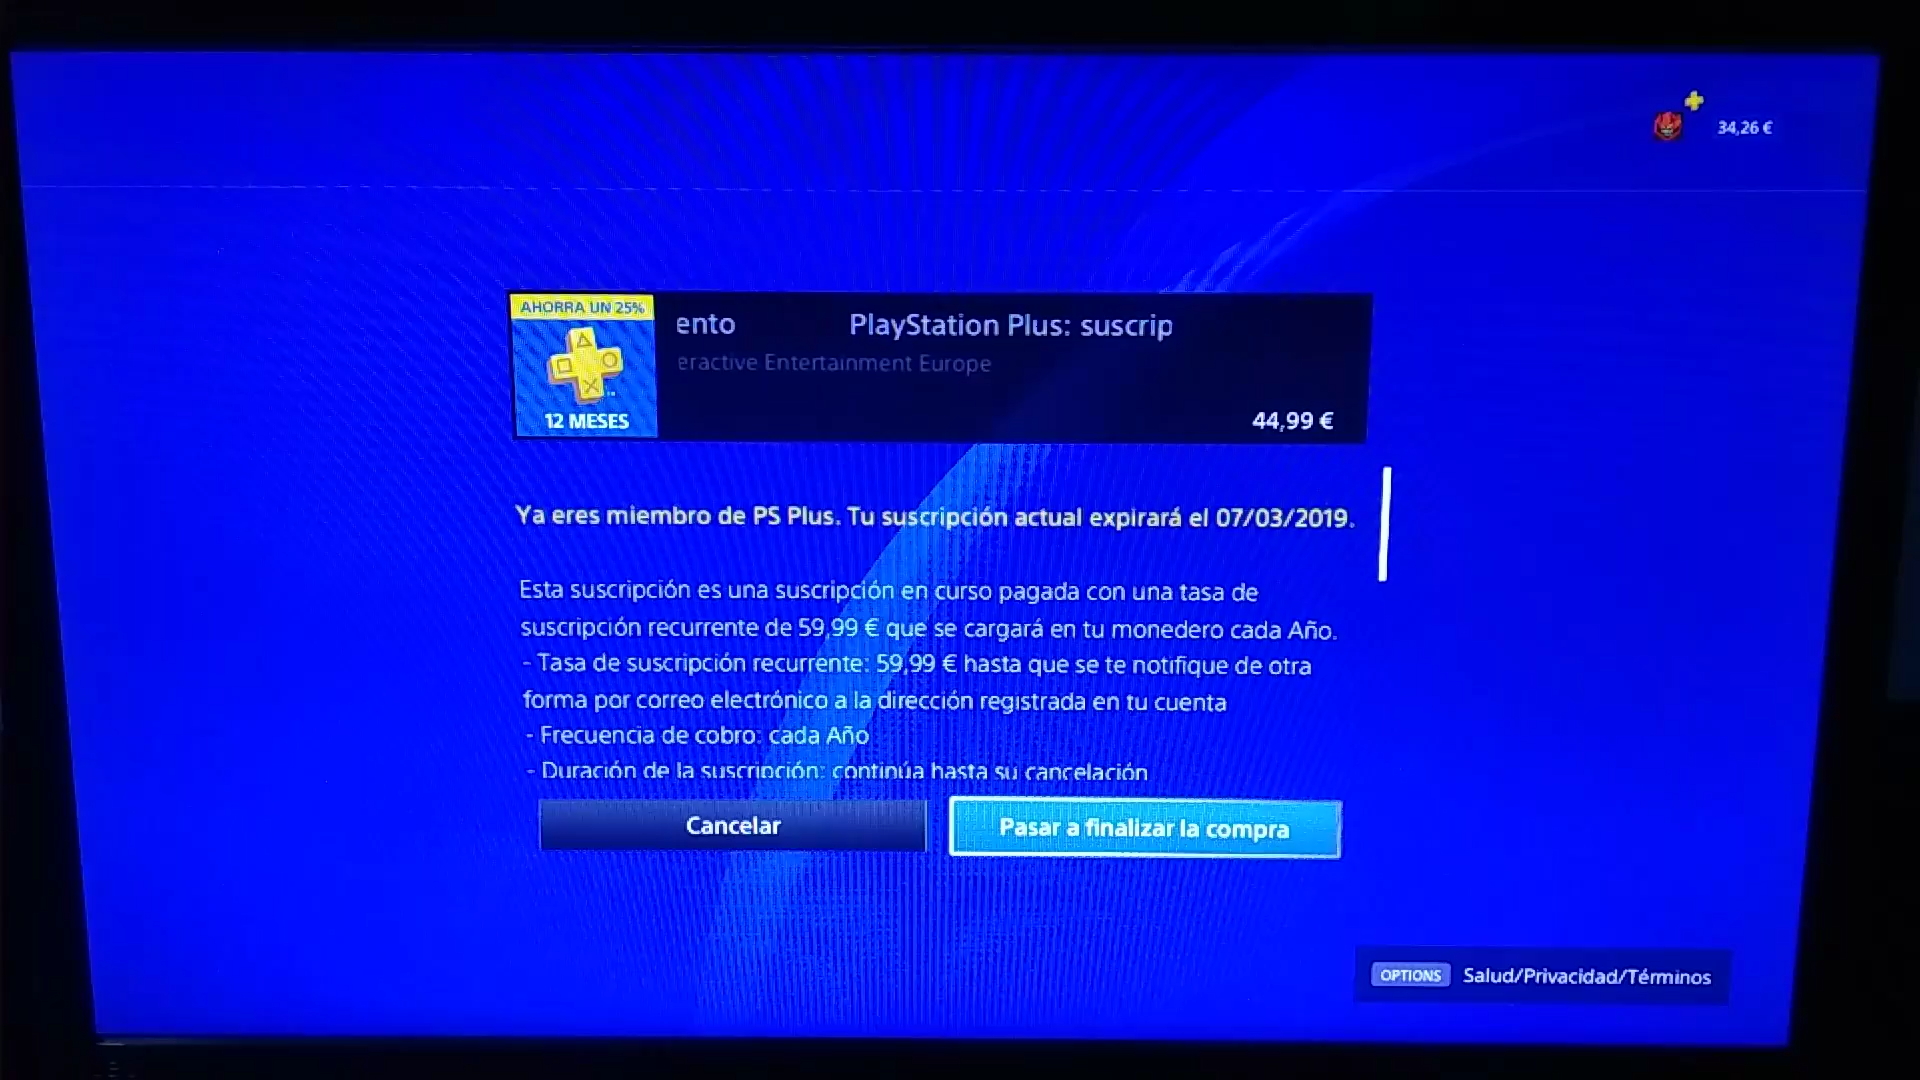 34,26 €
AHORRA UN 25%
12 MESES
ento PlayStation Plus: suscrip
eractive Entertainment Europe
44,99 €
Ya eres miembro de PS Plus. Tu suscripción actual expirará el 07/03/2019.
Esta suscripción es una suscripción en curso pagada con una tasa de
suscripción recurrente de 59,99 € que se cargará en tu monedero cada Año.
- Tasa de suscripción recurrente: 59,99 € hasta que se te notifique de otra
forma por correo electrónico a la dirección registrada en tu cuenta
- Frecuencia de cobro: cada Año
- Duración de la suscripción: continúa hasta su cancelación
Cancelar
Pasar a finalizar la compra
OPTIONS Salud/Privacidad/Términos